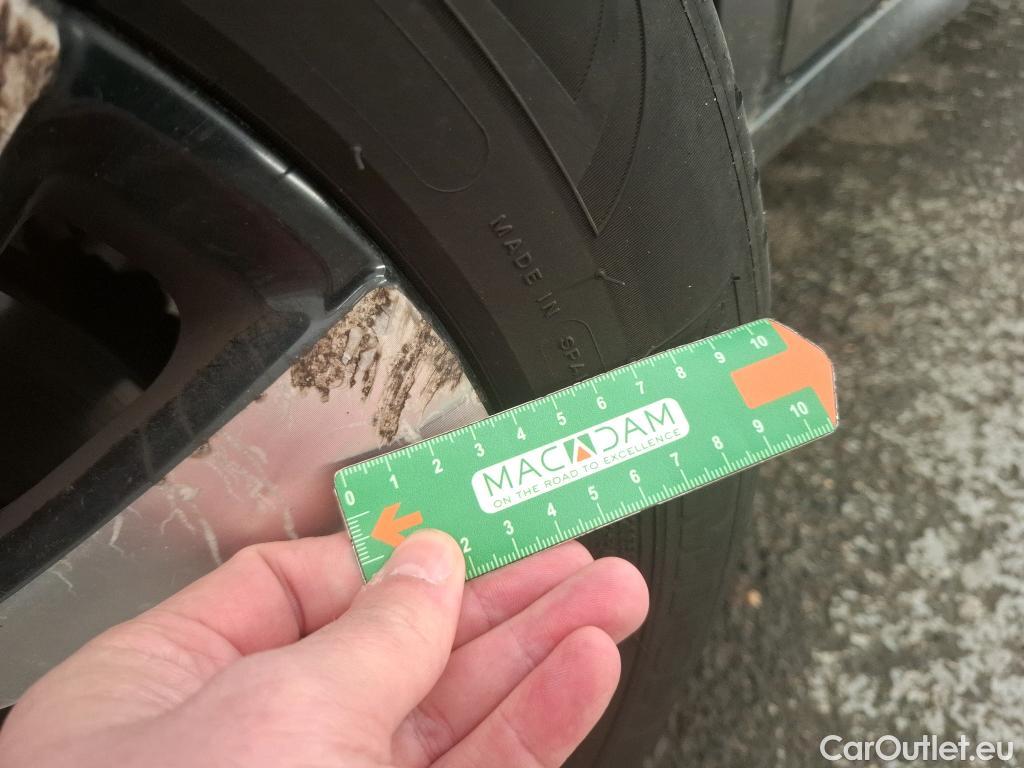 MADE IN SPA
0 1 2 3 4 5 6 7 8 9 10
MACADAM
ON THE ROAD TO EXCELLENCE
2 3 4 5 6 7 8 9 10
CarOutlet.eu